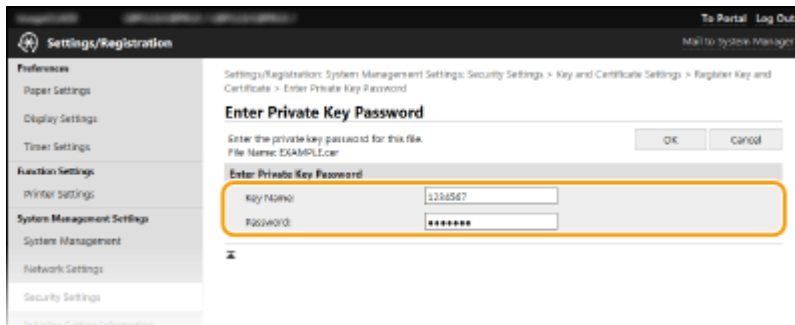 To Portal Log Out
Settings/Registration
Mail to System Manager
Preferences
Paper Settings
Display Settings
Timer Settings
Function Settings
Printer Settings
System Management Settings
System Management
Network Settings
Security Settings
Settings/Registration: System Management Settings: Security Settings > Key and Certificate Settings > Register Key and
Certificate > Enter Private Key Password
Enter Private Key Password
Enter the private key password for this file.
File Name: EXAMPLE.cer
OK Cancel
Enter Private Key Password
Key Name: 1234567
Password: •••••••